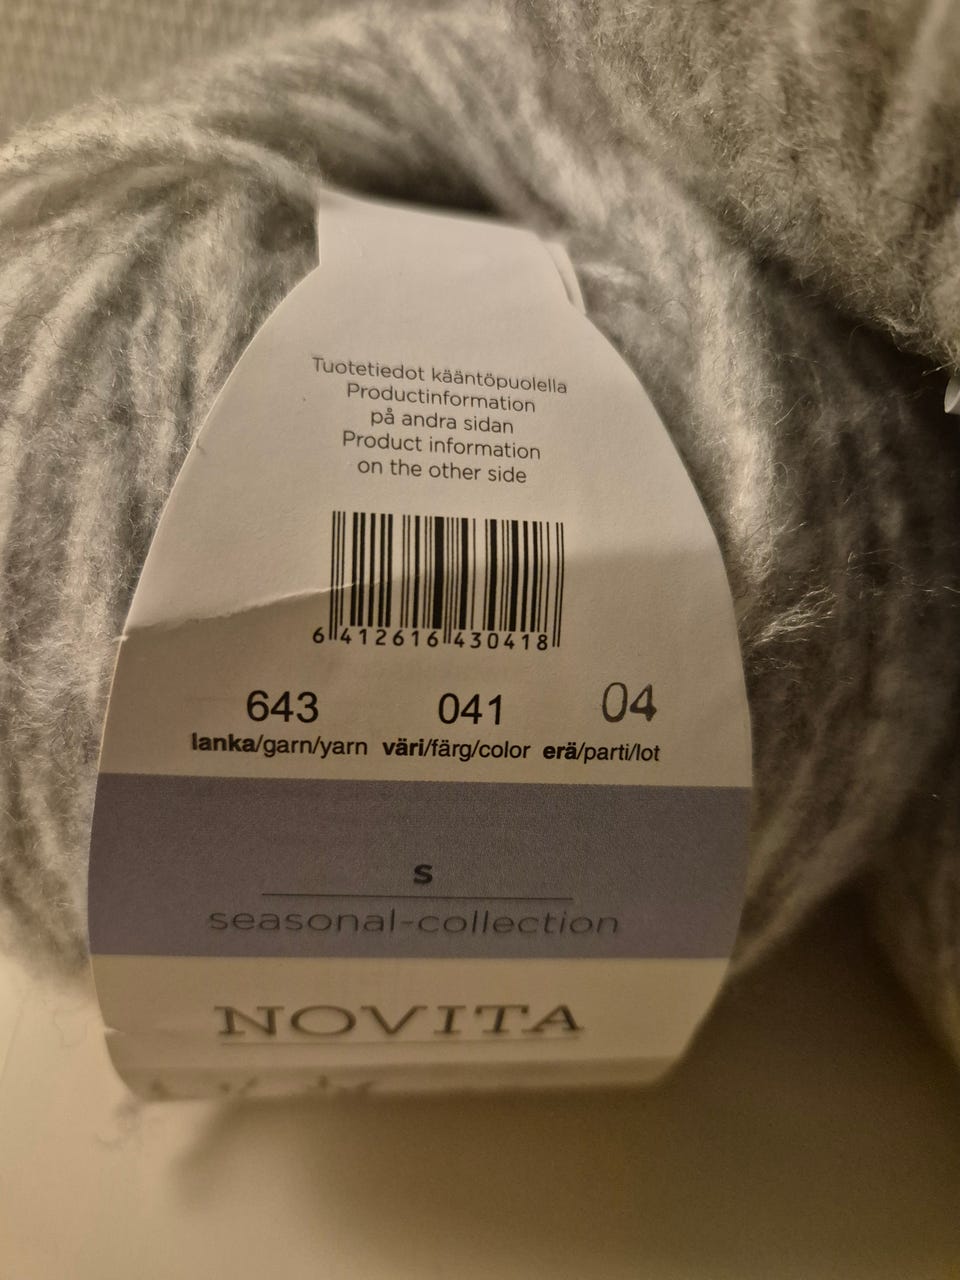 Tuotetiedot kääntöpuolella
Productinformation
på andra sidan
Product information
on the other side
6 412616 430418
643 041 04
lanka/garn/yarn väri/färg/color erä/parti/lot
s
seasonal-collection
NOVITA